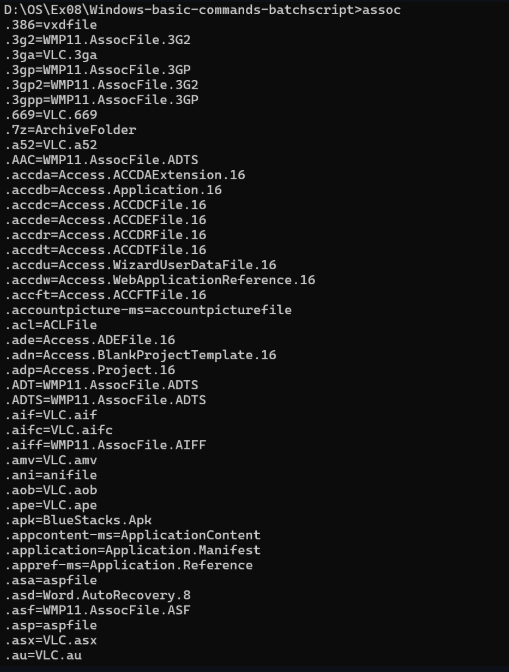 D:\OS\Ex08\Windows-basic-commands-batchscript>assoc
.386=vxdfile
.3g2=WMP11.AssocFile.3G2
.3ga=VLC.3ga
.3gp=WMP11.AssocFile.3GP
.3gp2=WMP11.AssocFile.3G2
.3gpp=WMP11.AssocFile.3GP
.669=VLC.669
.7z=ArchiveFolder
.a52=VLC.a52
.AAC=WMP11.AssocFile.ADTS
.accda=Access.ACCDAExtension.16
.accdb=Access.Application.16
.accdc=Access.ACCDCFile.16
.accde=Access.ACCDEFile.16
.accdr=Access.ACCDRFile.16
.accdt=Access.ACCDTFile.16
.accdu=Access.WizardUserDataFile.16
.accdw=Access.WebApplicationReference.16
.accft=Access.ACCFTFile.16
.accountpicture-ms=accountpicturefile
.acl=ACLFile
.ade=Access.ADEFile.16
.adn=Access.BlankProjectTemplate.16
.adp=Access.Project.16
.ADT=WMP11.AssocFile.ADTS
.ADTS=WMP11.AssocFile.ADTS
.aif=VLC.aif
.aifc=VLC.aifc
.aiff=WMP11.AssocFile.AIFF
.amv=VLC.amv
.ani=anifile
.aob=VLC.aob
.ape=VLC.ape
.apk=BlueStacks.Apk
.appcontent-ms=ApplicationContent
.application=Application.Manifest
.appref-ms=Application.Reference
.asa=aspfile
.asd=Word.AutoRecovery.8
.asf=WMP11.AssocFile.ASF
.asp=aspfile
.asx=VLC.asx
.au=VLC.au